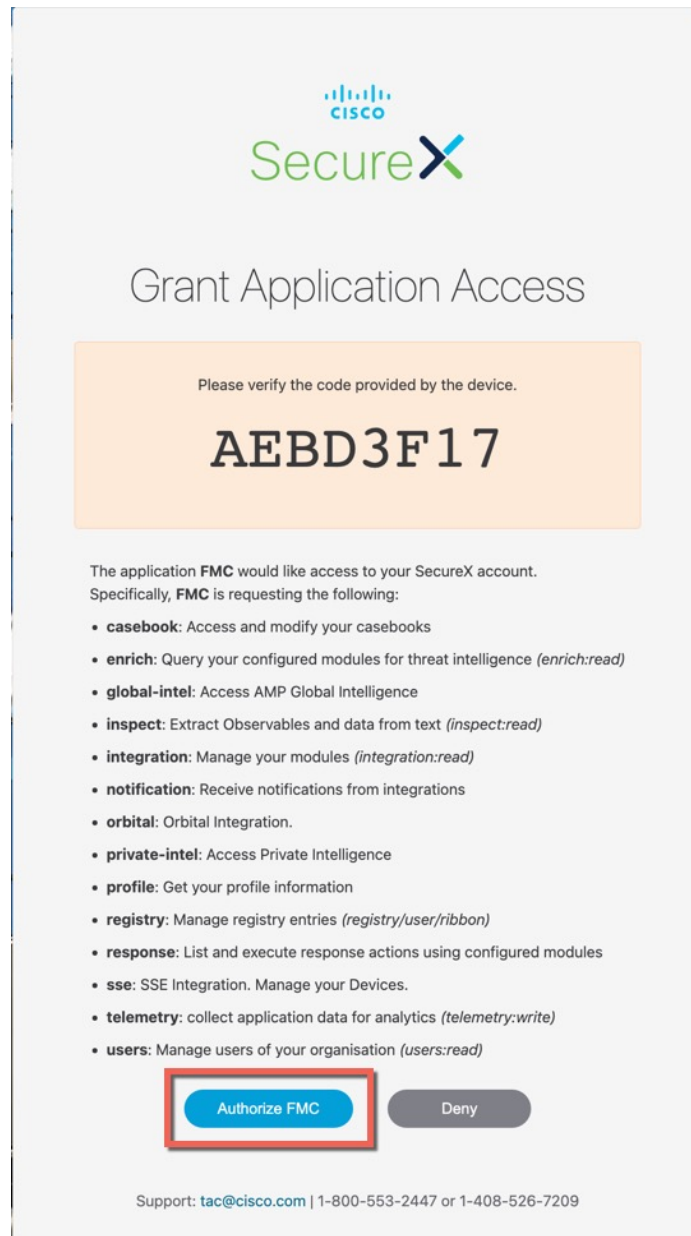 CISCO
SecureX
Grant Application Access
Please verify the code provided by the device.
AEBD3F17
The application FMC would like access to your SecureX account.
Specifically, FMC is requesting the following:
• casebook: Access and modify your casebooks
• enrich: Query your configured modules for threat intelligence (enrich:read)
• global-intel: Access AMP Global Intelligence
• inspect: Extract Observables and data from text (inspect:read)
• integration: Manage your modules (integration:read)
• notification: Receive notifications from integrations
• orbital: Orbital Integration.
• private-intel: Access Private Intelligence
• profile: Get your profile information
• registry: Manage registry entries (registry/user/ribbon)
• response: List and execute response actions using configured modules
• sse: SSE Integration. Manage your Devices.
• telemetry: collect application data for analytics (telemetry:write)
• users: Manage users of your organisation (users:read)
Authorize FMC Deny
Support: tac@cisco.com | 1-800-553-2447 or 1-408-526-7209